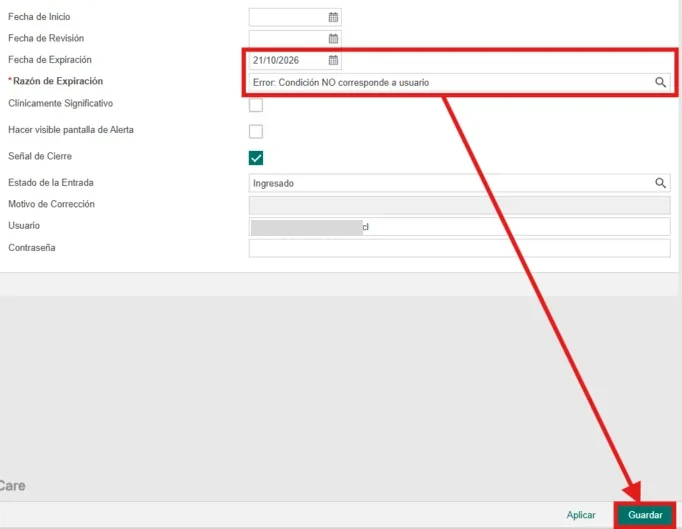 Fecha de Inicio
Fecha de Revisión
Fecha de Expiración 21/10/2026
*Razón de Expiración Error: Condición NO corresponde a usuario
Clínicamente Significativo
Hacer visible pantalla de Alerta
Señal de Cierre
Estado de la Entrada Ingresado
Motivo de Corrección
Usuario cl
Contraseña
Care
Aplicar Guardar